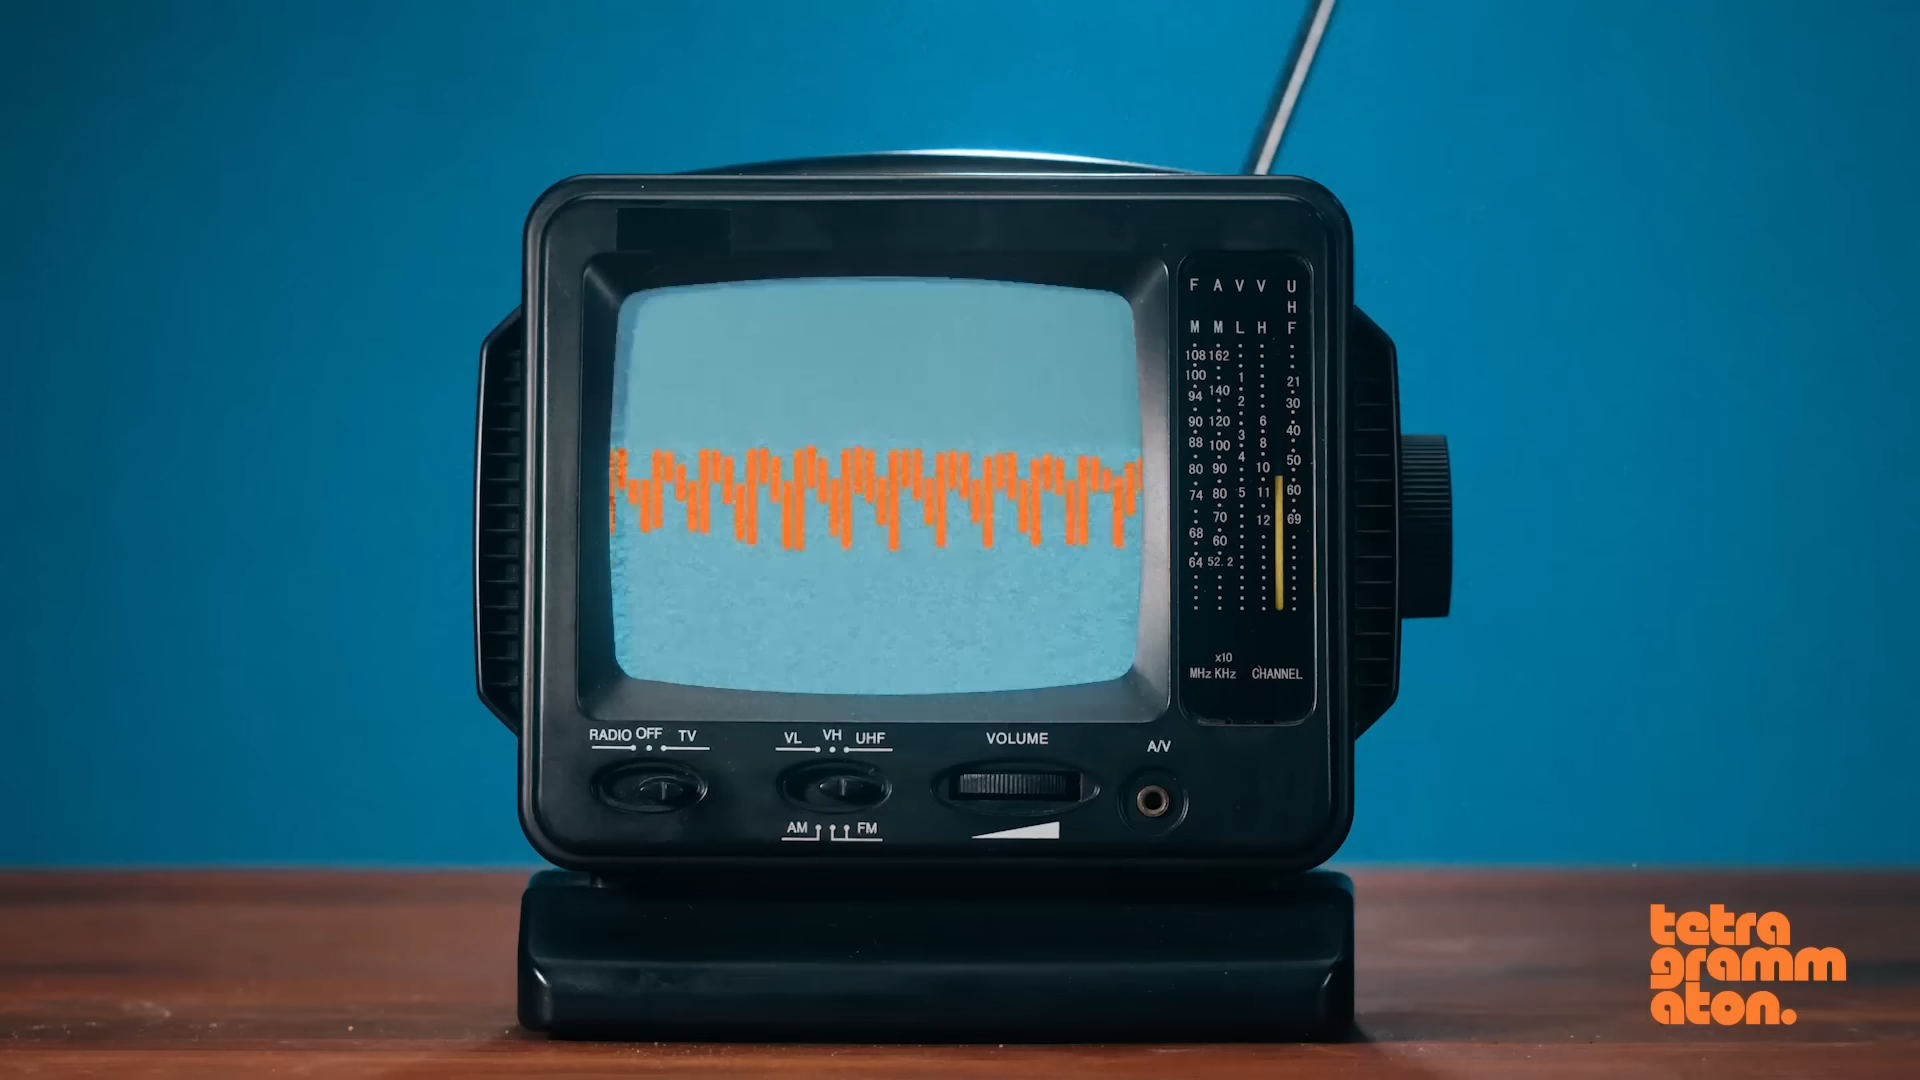 F A V V U
H
M M L H F
108 162
100 1 21
94 140 2 30
90 120 6 40
88 100 3 8
4 50
80 90 10
74 80 5 11 60
70 12 69
68 60
64 52.2
x10
MHz KHz CHANNEL
RADIO OFF TV
VL VH UHF
VOLUME
A/V
AM FM
tetra
gramm
aton.